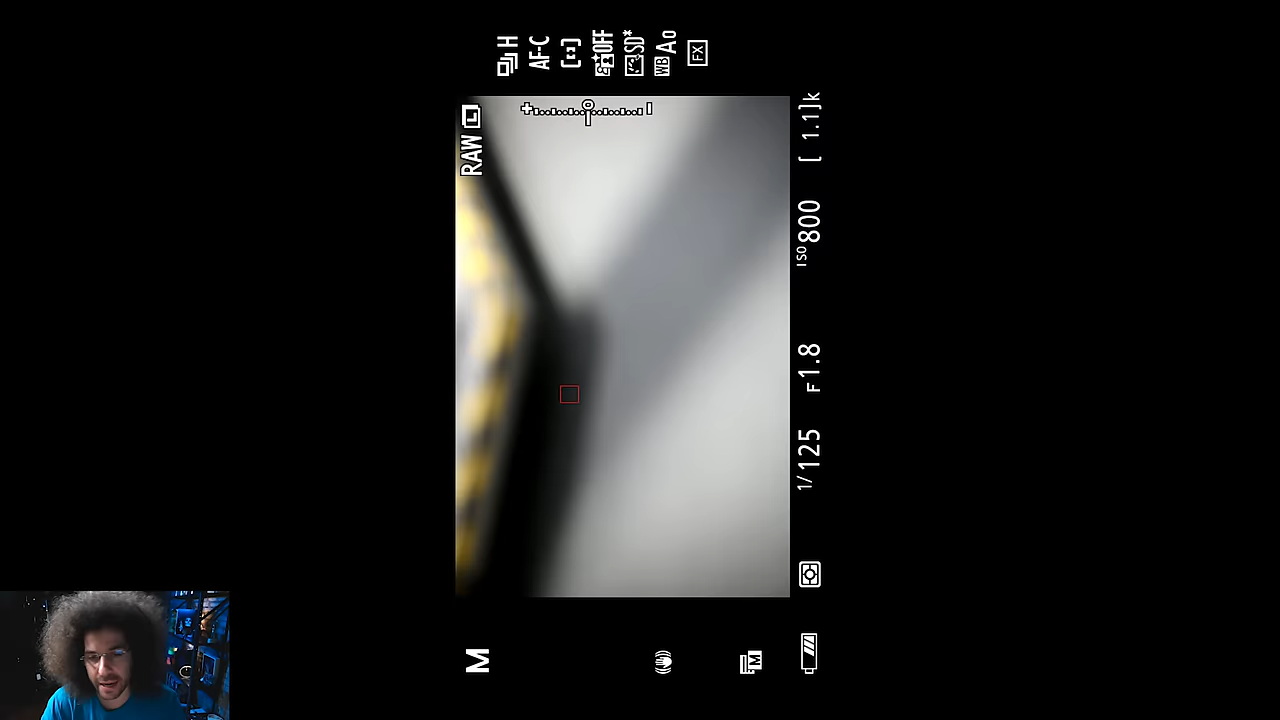 H
AF-C
OFF
SD*
WB A0
FX
RAW L
[ 1.1]k
ISO 800
F1.8
1/125
M
M